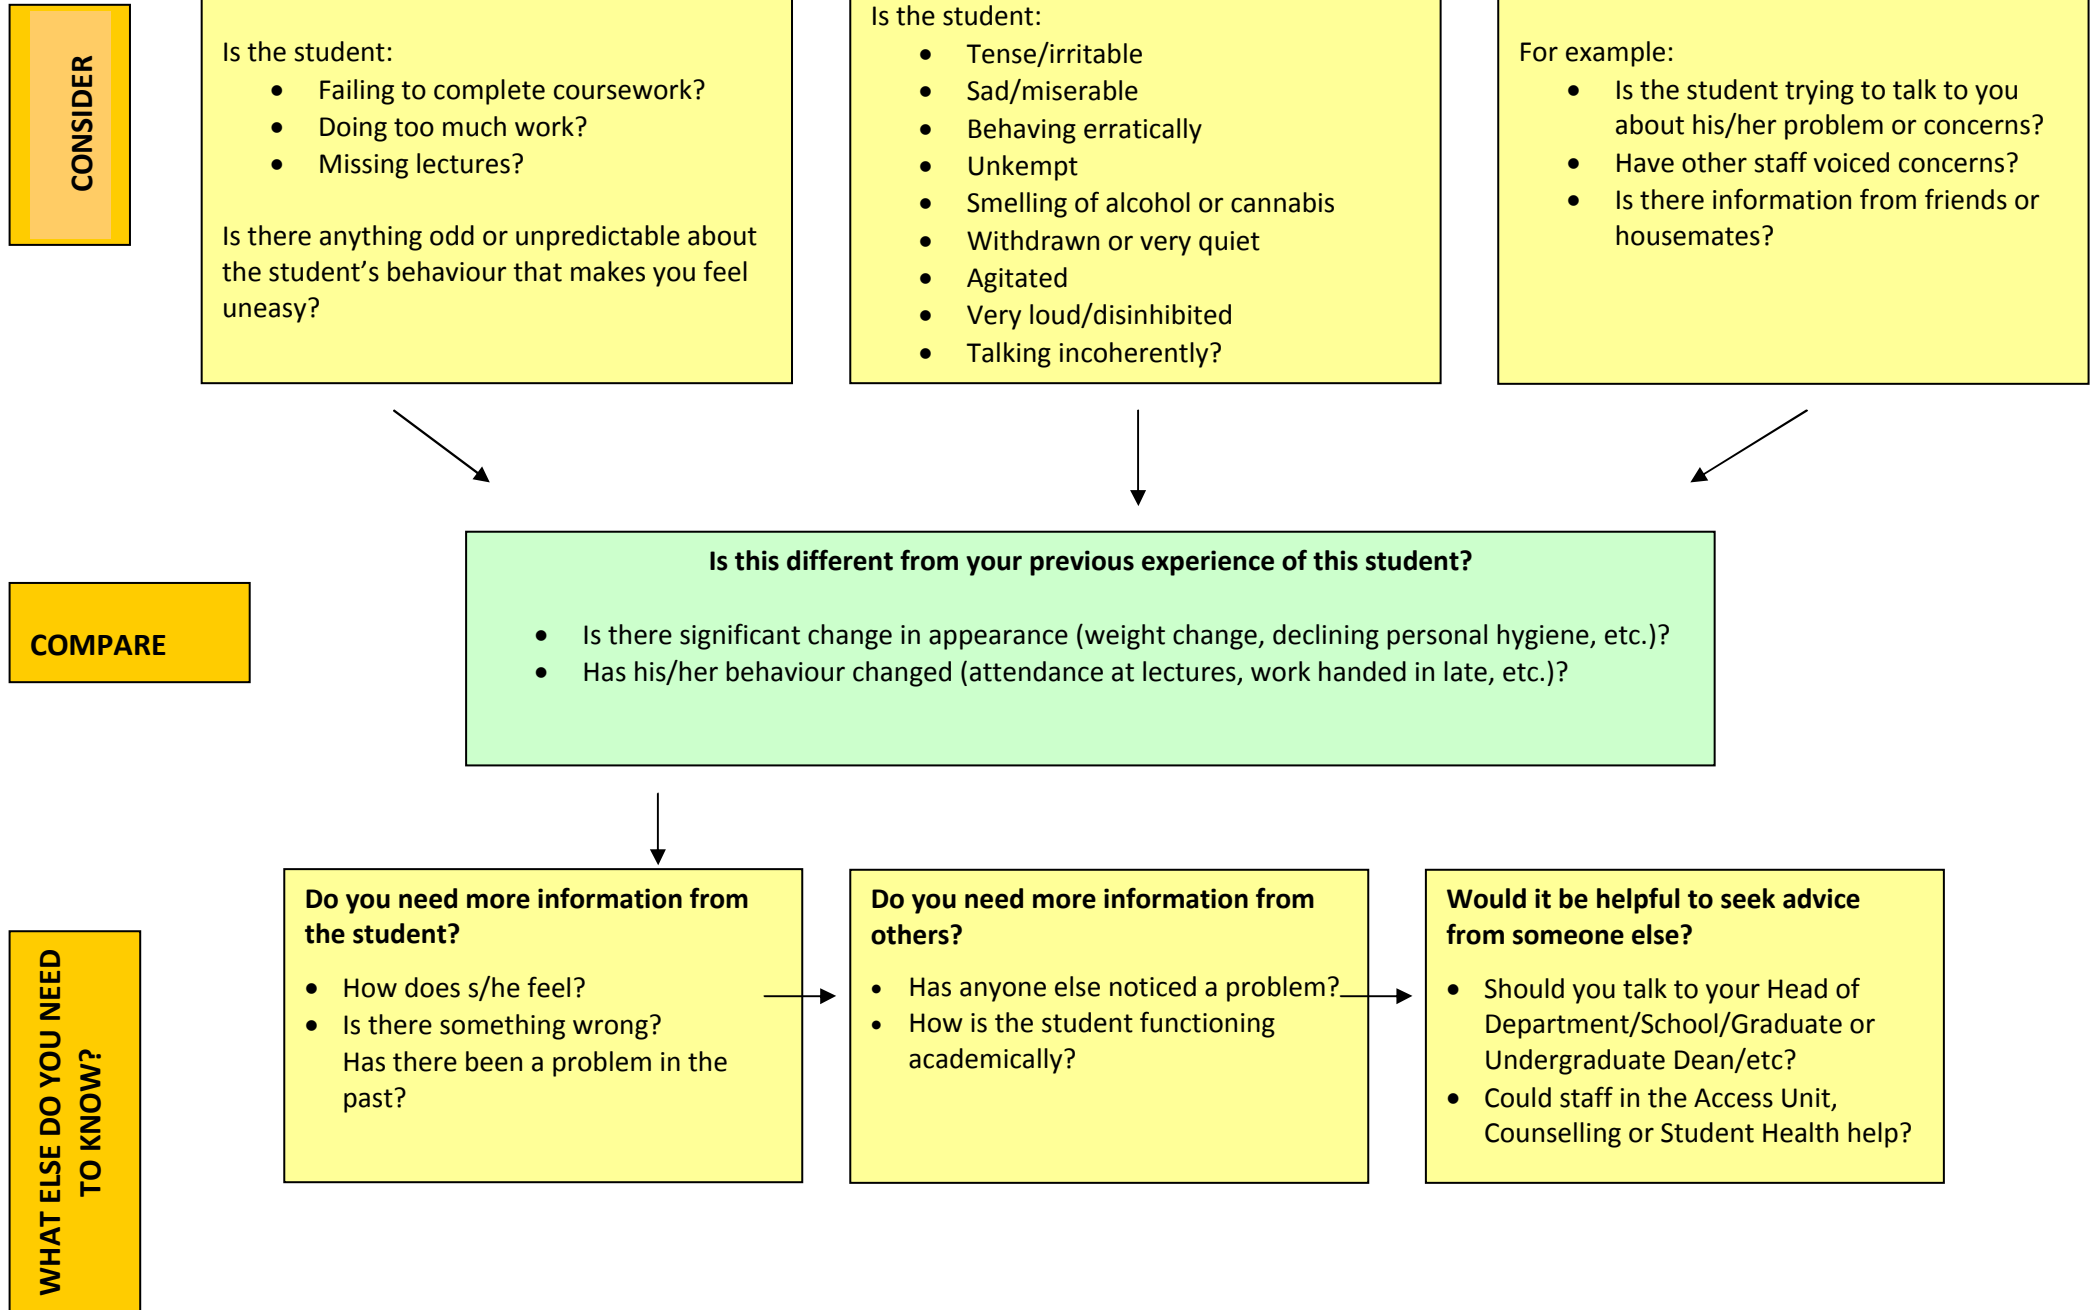 CONSIDER
Is the student:
• Failing to complete coursework?
• Doing too much work?
• Missing lectures?
Is there anything odd or unpredictable about
the student’s behaviour that makes you feel
uneasy?
Is the student:
• Tense/irritable
• Sad/miserable
• Behaving erratically
• Unkempt
• Smelling of alcohol or cannabis
• Withdrawn or very quiet
• Agitated
• Very loud/disinhibited
• Talking incoherently?
For example:
• Is the student trying to talk to you
about his/her problem or concerns?
• Have other staff voiced concerns?
• Is there information from friends or
housemates?
COMPARE
Is this different from your previous experience of this student?
• Is there significant change in appearance (weight change, declining personal hygiene, etc.)?
• Has his/her behaviour changed (attendance at lectures, work handed in late, etc.)?
WHAT ELSE DO YOU NEED
TO KNOW?
Do you need more information from
the student?
• How does s/he feel?
• Is there something wrong?
Has there been a problem in the
past?
Do you need more information from
others?
• Has anyone else noticed a problem?
• How is the student functioning
academically?
Would it be helpful to seek advice
from someone else?
• Should you talk to your Head of
Department/School/Graduate or
Undergraduate Dean/etc?
• Could staff in the Access Unit,
Counselling or Student Health help?